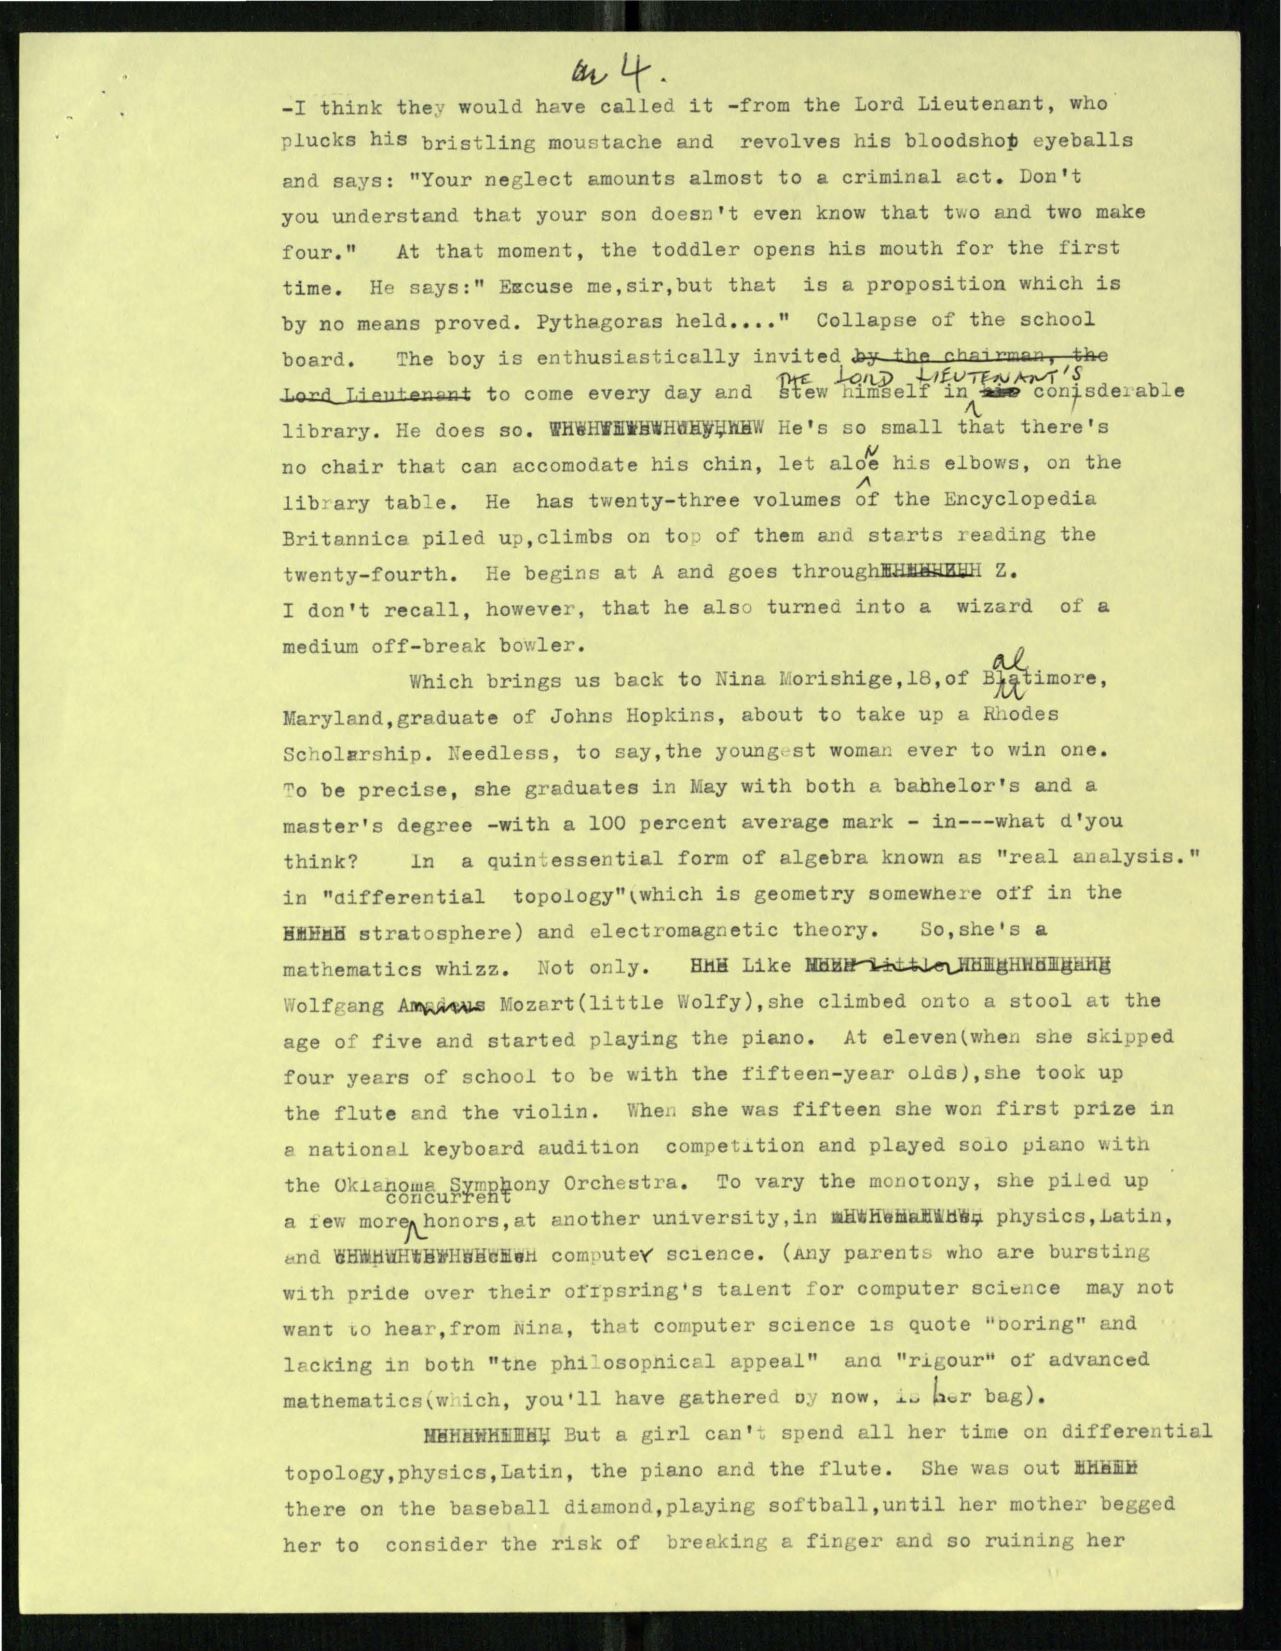 4.
-I think they would have called it -from the Lord Lieutenant, who
plucks his bristling moustache and revolves his bloodshot eyeballs
and says: "Your neglect amounts almost to a criminal act. Don't
you understand that your son doesn't even know that two and two make
four." At that moment, the toddler opens his mouth for the first
time. He says:" Excuse me,sir,but that is a proposition which is
by no means proved. Pythagoras held...." Collapse of the school
board. The boy is enthusiastically invited by the chairman, the
THE LORD LIEUTENANT'S
Lord Lieutenant to come every day and stew himself in conisderable
library. He does so. He's so small that there's
no chair that can accomodate his chin, let aloNe his elbows, on the
library table. He has twenty-three volumes of the Encyclopedia
Britannica piled up,climbs on top of them and starts reading the
twenty-fourth. He begins at A and goes through Z.
I don't recall, however, that he also turned into a wizard of a
medium off-break bowler.
Which brings us back to Nina Morishige,18,of Baltimore,
Maryland,graduate of Johns Hopkins, about to take up a Rhodes
Scholarship. Needless, to say,the youngest woman ever to win one.
To be precise, she graduates in May with both a bahhelor's and a
master's degree -with a 100 percent average mark - in---what d'you
think? In a quintessential form of algebra known as "real analysis."
in "differential topology"(which is geometry somewhere off in the
stratosphere) and electromagnetic theory. So,she's a
mathematics whizz. Not only. Like
Wolfgang Amadeus Mozart(little Wolfy),she climbed onto a stool at the
age of five and started playing the piano. At eleven(when she skipped
four years of school to be with the fifteen-year olds),she took up
the flute and the violin. When she was fifteen she won first prize in
a national keyboard audition competition and played solo piano with
the Oklahoma Symphony Orchestra. To vary the monotony, she piled up
concurrent
a few more honors,at another university,in physics,Latin,
and computer science. (Any parents who are bursting
with pride over their offpsring's talent for computer science may not
want to hear,from Nina, that computer science is quote "boring" and
lacking in both "the philosophical appeal" and "rigour" of advanced
mathematics(which, you'll have gathered by now, is her bag).
But a girl can't spend all her time on differential
topology,physics,Latin, the piano and the flute. She was out
there on the baseball diamond,playing softball,until her mother begged
her to consider the risk of breaking a finger and so ruining her